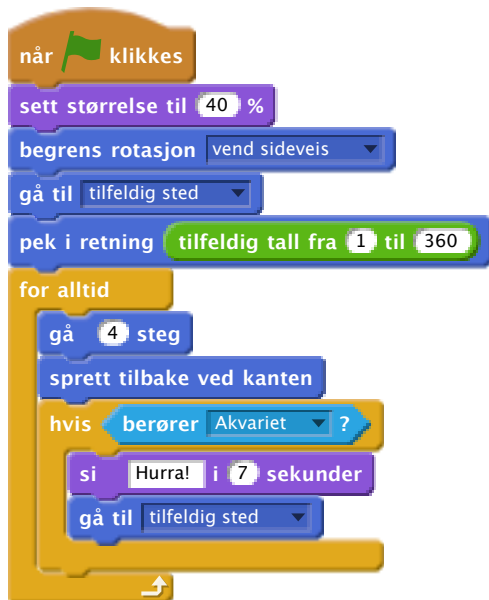 når klikkes
sett størrelse til 40 %
begrens rotasjon vend sideveis
gå til tilfeldig sted
pek i retning tilfeldig tall fra 1 til 360
for alltid
gå 4 steg
sprett tilbake ved kanten
hvis berører Akvariet ?
si Hurra! i 7 sekunder
gå til tilfeldig sted